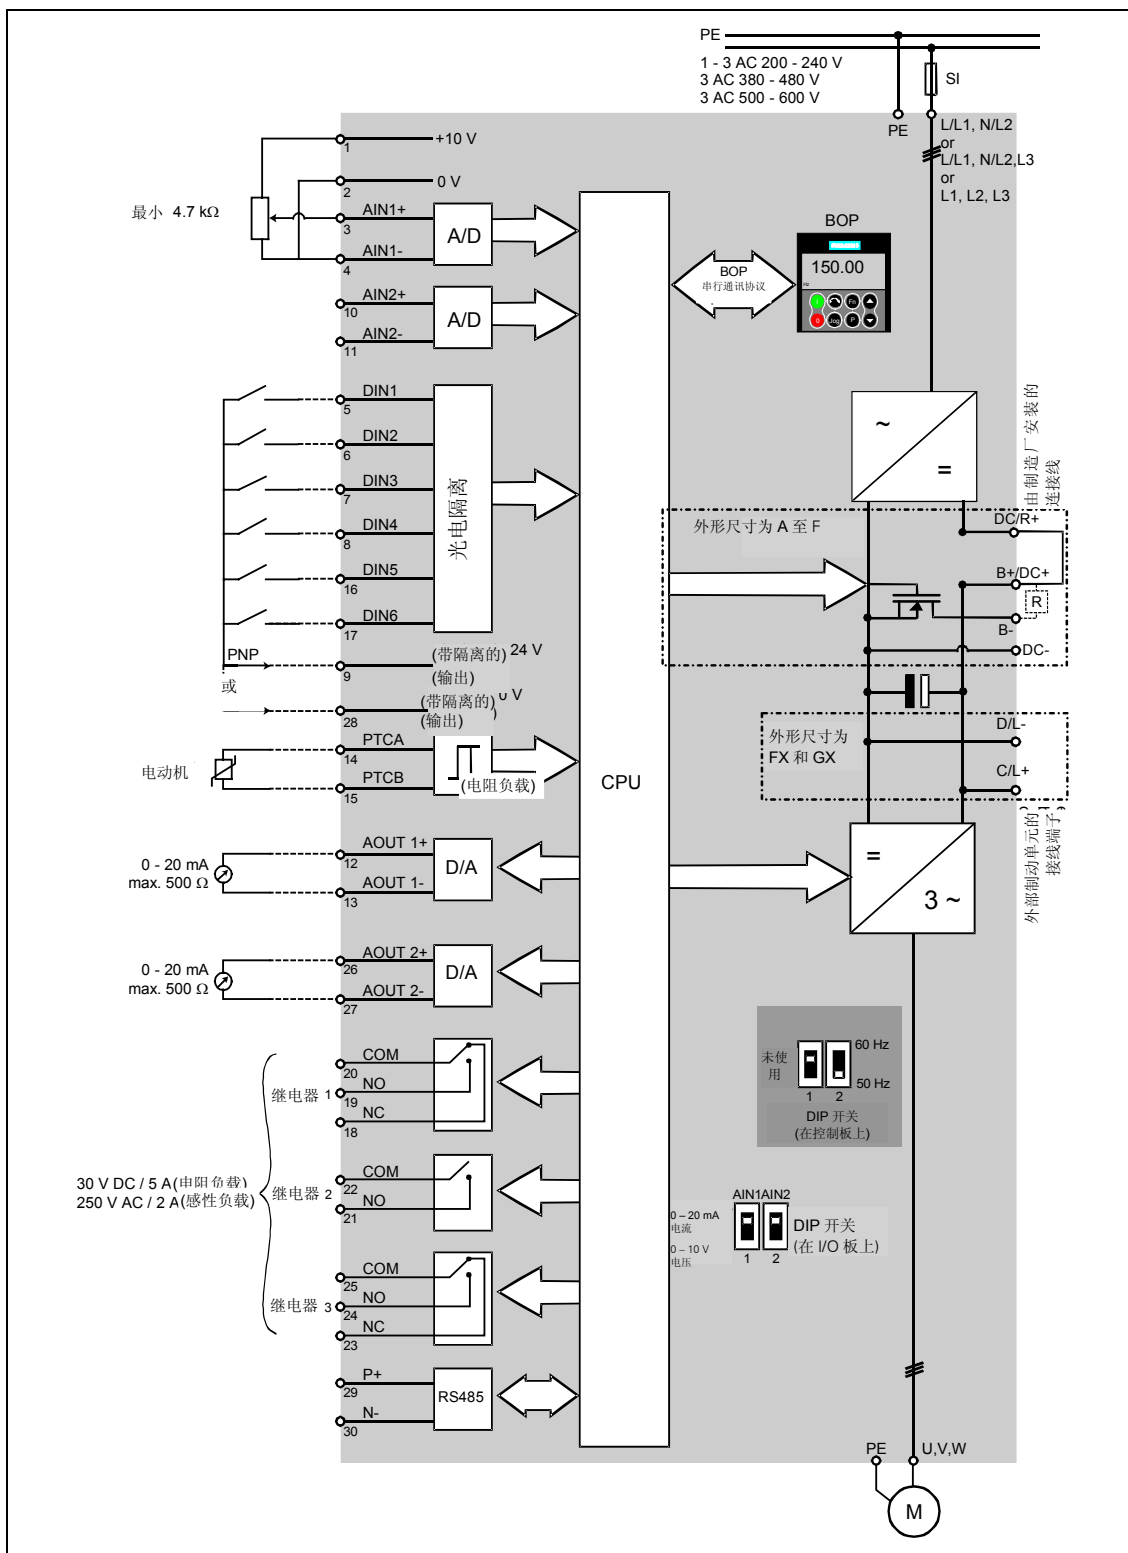 PE
1 - 3 AC 200 - 240 V
3 AC 380 - 480 V
3 AC 500 - 600 V
SI
PE
L/L1, N/L2
or
L/L1, N/L2,L3
or
L1, L2, L3
1
+10 V
2
0 V
最小 4.7 kΩ
AIN1+
3
A/D
AIN1-
4
AIN2+
10
A/D
AIN2-
11
BOP
BOP
串行通讯协议
150.00
Hz
I
Fn
0
Jog
P
DIN1
5
DIN2
6
DIN3
7
DIN4
8
DIN5
16
DIN6
17
光电隔离
PNP
9
(带隔离的) 24 V
(输出)
或
28
(带隔离的) 0 V
(输出)
电动机
PTCA
14
PTCB
15
(电阻负载)
CPU
~
=
由制造厂安装的
连接线
外形尺寸为 A 至 F
DC/R+
B+/DC+
R
B-
DC-
外形尺寸为
FX 和 GX
D/L-
C/L+
外部制动单元的
接线端子
=
3 ~
0 - 20 mA
max. 500 Ω
AOUT 1+
12
D/A
AOUT 1-
13
0 - 20 mA
max. 500 Ω
AOUT 2+
26
D/A
AOUT 2-
27
未使
用
60 Hz
50 Hz
1 2
DIP 开关
(在控制板上)
30 V DC / 5 A(电阻负载)
250 V AC / 2 A(感性负载)
继电器 1
COM
20
NO
19
NC
18
继电器 2
COM
22
NO
21
继电器 3
COM
25
NO
24
NC
23
AIN1AIN2
0 – 20 mA
电流
0 – 10 V
电压
1 2
DIP 开关
(在 I/O 板上)
P+
29
RS485
N-
30
PE
U,V,W
M